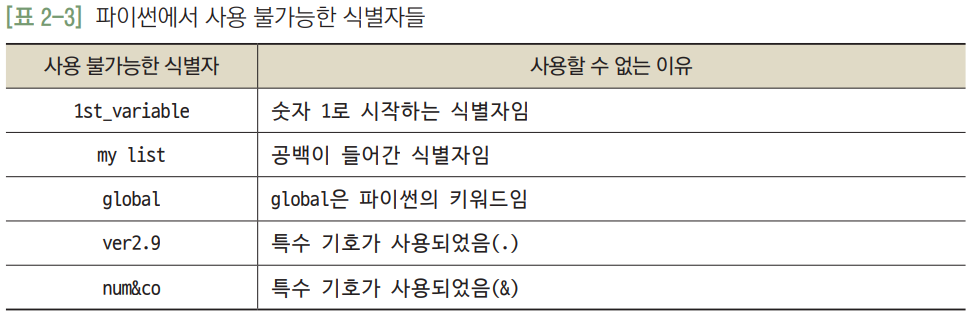 [표 2-3] 파이썬에서 사용 불가능한 식별자들
사용 불가능한 식별자 사용할 수 없는 이유
1st_variable 숫자 1로 시작하는 식별자임
my list 공백이 들어간 식별자임
global global은 파이썬의 키워드임
ver2.9 특수 기호가 사용되었음(.)
num&co 특수 기호가 사용되었음(&)